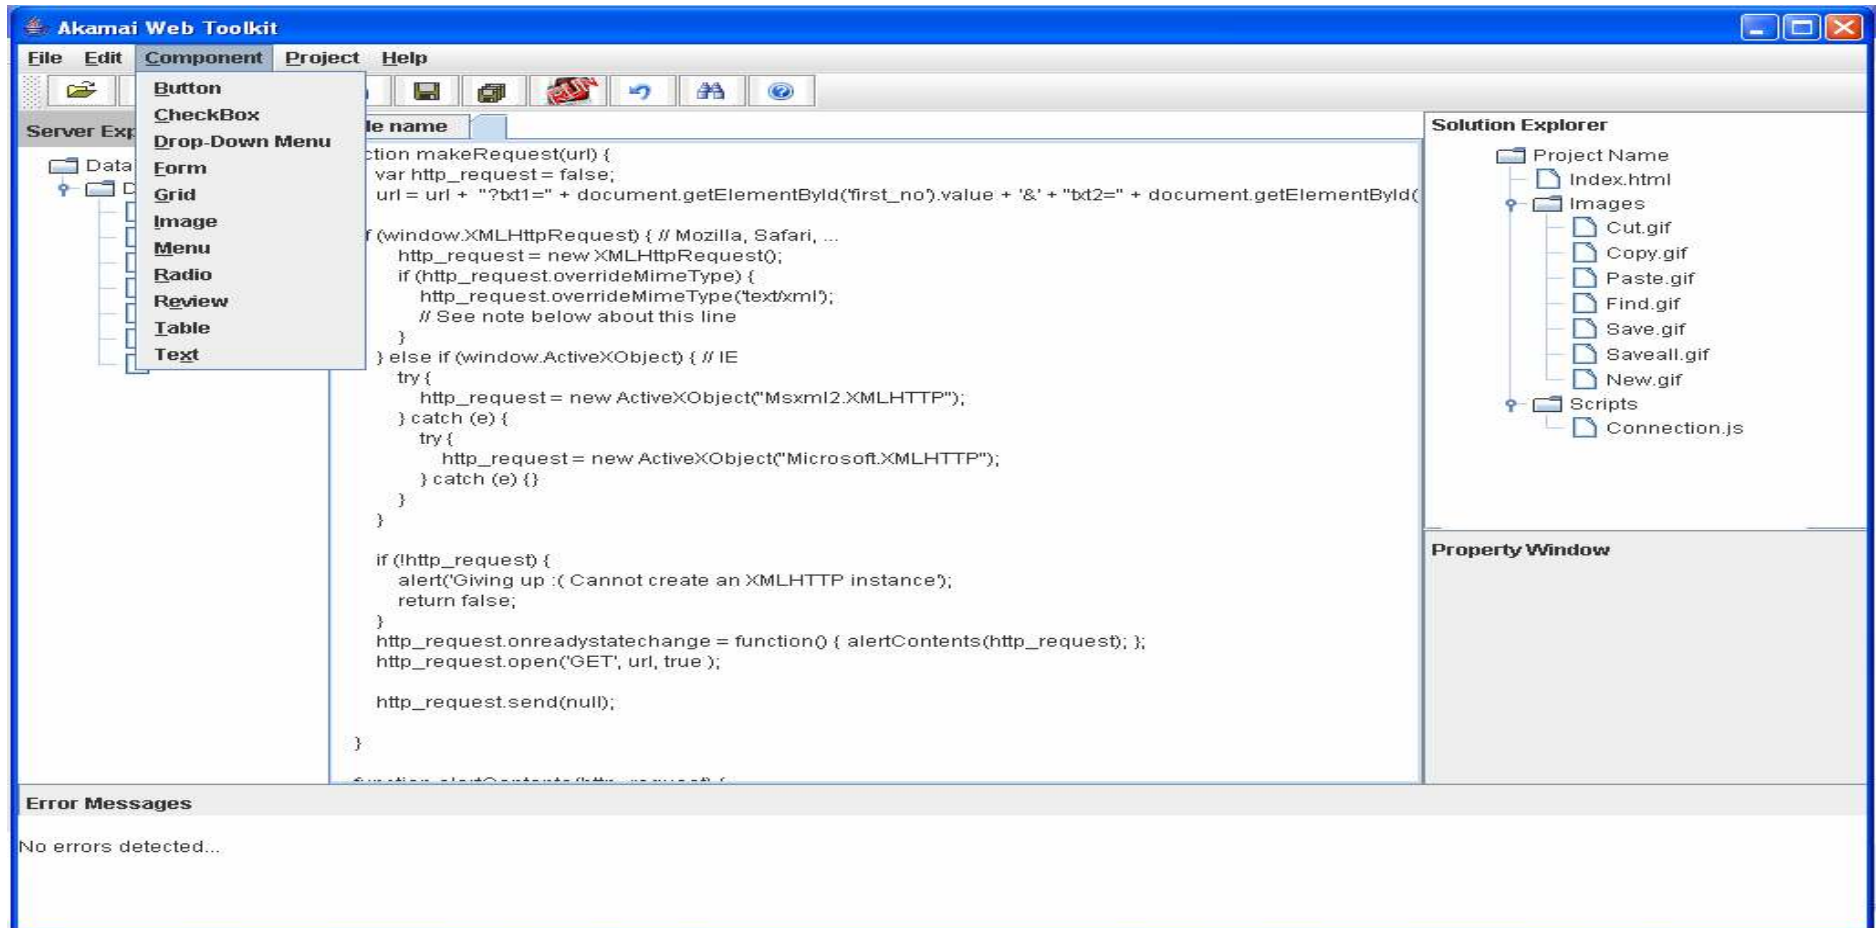 Akamai Web Toolkit
File Edit Component Project Help
RUN
Button
CheckBox
Drop-Down Menu
Form
Grid
Image
Menu
Radio
Review
Table
Text
Server Exp
Data
D
le name
ction makeRequest(url) {
var http_request = false;
url = url + "?txt1=" + document.getElementById('first_no').value + '&' + "txt2=" + document.getElementById(
f (window.XMLHttpRequest) { // Mozilla, Safari, ...
http_request = new XMLHttpRequest();
if (http_request.overrideMimeType) {
http_request.overrideMimeType('text/xml');
// See note below about this line
}
} else if (window.ActiveXObject) { // IE
try {
http_request = new ActiveXObject("Msxml2.XMLHTTP");
} catch (e) {
try {
http_request = new ActiveXObject("Microsoft.XMLHTTP");
} catch (e) {}
}
}
if (!http_request) {
alert('Giving up :( Cannot create an XMLHTTP instance');
return false;
}
http_request.onreadystatechange = function() { alertContents(http_request); };
http_request.open('GET', url, true );
http_request.send(null);
}
function alertContents(http_request) {
Solution Explorer
Project Name
Index.html
Images
Cut.gif
Copy.gif
Paste.gif
Find.gif
Save.gif
Saveall.gif
New.gif
Scripts
Connection.js
Property Window
Error Messages
No errors detected...